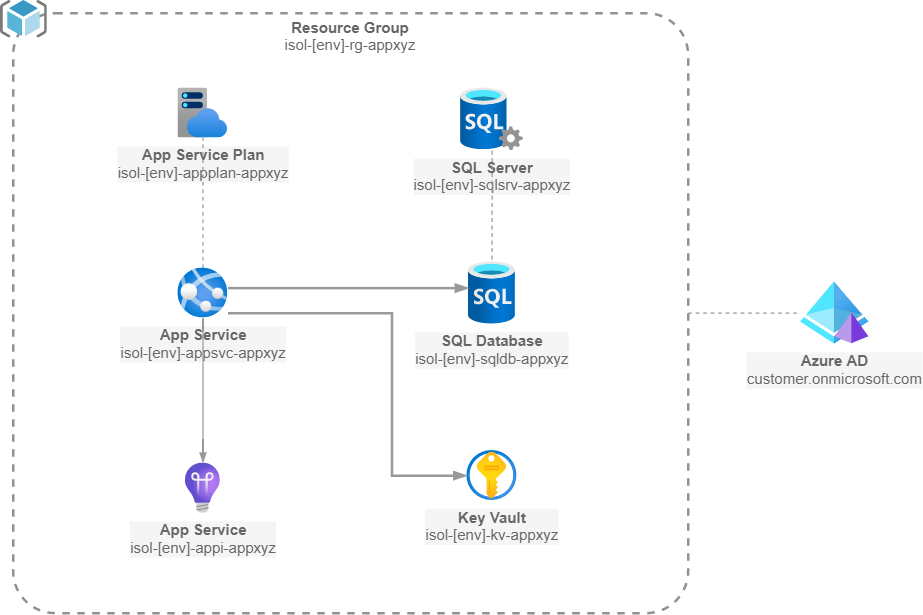 Resource Group
isol-[env]-rg-appxyz
App Service Plan
isol-[env]-appplan-appxyz
SQL
SQL Server
isol-[env]-sqlsrv-appxyz
App Service
isol-[env]-appsvc-appxyz
SQL
SQL Database
isol-[env]-sqldb-appxyz
Azure AD
customer.onmicrosoft.com
App Service
isol-[env]-appi-appxyz
Key Vault
isol-[env]-kv-appxyz